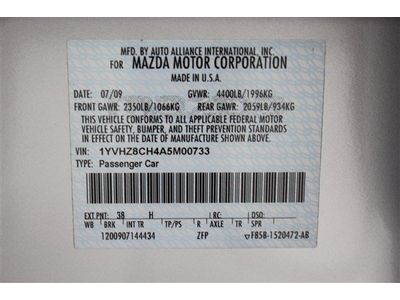 MFD. BY AUTO ALLIANCE INTERNATIONAL, INC.
FOR MAZDA MOTOR CORPORATION
MADE IN U.S.A.
DATE: 07/09 GVWR: 4400LB/1996KG
FRONT GAWR: 2350LB/1066KG REAR GAWR: 2059LB/934KG
THIS VEHICLE CONFORMS TO ALL APPLICABLE FEDERAL MOTOR
VEHICLE SAFETY, BUMPER, AND THEFT PREVENTION STANDARDS IN
EFFECT ON THE DATE OF MANUFACTURE SHOWN ABOVE.
VIN: 1YVHZ8CH4A5M00733
TYPE: Passenger Car
EXT PNT: 38 H RC: DSO:
WB BRK INT TR TP/PS R AXLE TR SPR
1200907144434 ZFP F85B-1520472-AB